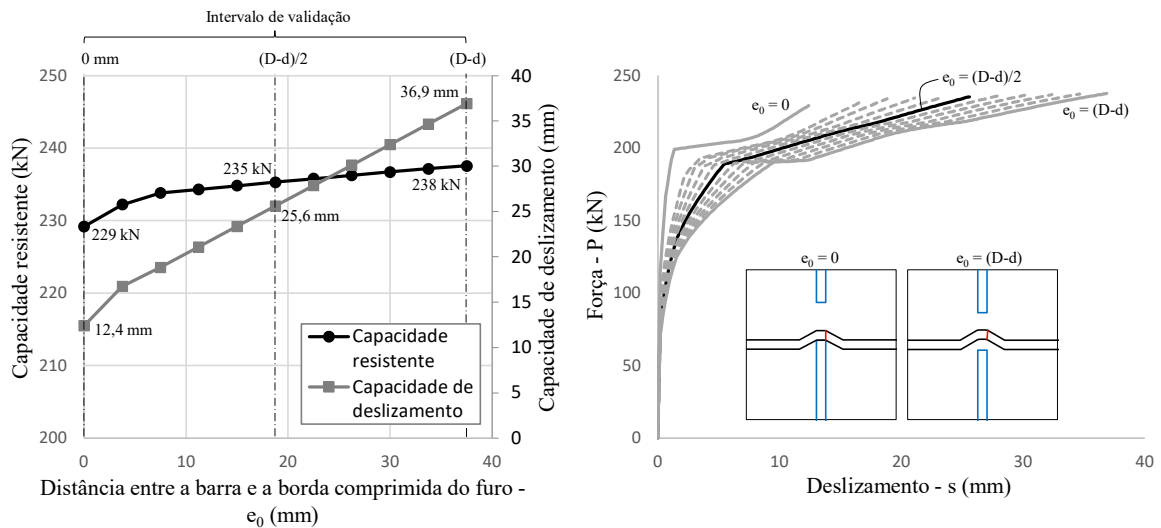 Intervalo de validação
0 mm
(D-d)/2
(D-d)
250
240
230
220
210
200
Capacidade resistente (kN)
40
35
30
25
20
15
10
5
0
Capacidade de deslizamento (mm)
36,9 mm
235 kN
238 kN
25,6 mm
229 kN
12,4 mm
Capacidade
resistente
Capacidade de
deslizamento
0
10
20
30
40
Distância entre a barra e a borda comprimida do furo -
e₀ (mm)
250
200
150
100
50
0
Força - P (kN)
e₀ = (D-d)/2
e₀ = 0
e₀ = (D-d)
e₀ = 0
e₀ = (D-d)
0
10
20
30
40
Deslizamento - s (mm)